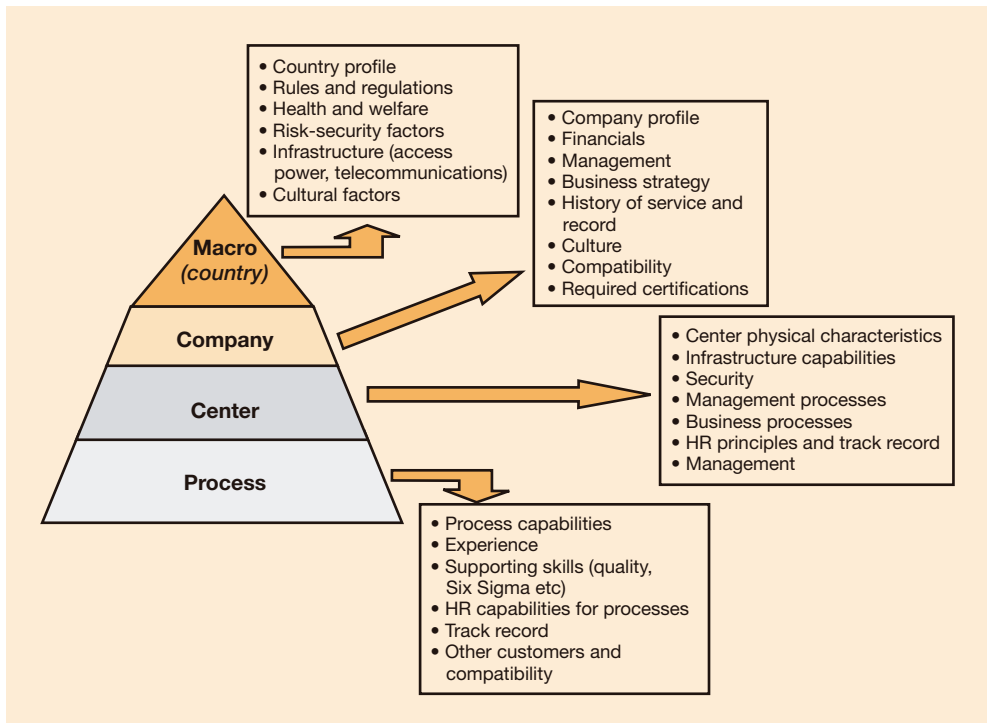 • Country profile
• Rules and regulations
• Health and welfare
• Risk-security factors
• Infrastructure (access
power, telecommunications)
• Cultural factors
• Company profile
• Financials
• Management
• Business strategy
• History of service and
record
• Culture
• Compatibility
• Required certifications
Macro
(country)
Company
Center
Process
• Center physical characteristics
• Infrastructure capabilities
• Security
• Management processes
• Business processes
• HR principles and track record
• Management
• Process capabilities
• Experience
• Supporting skills (quality,
Six Sigma etc)
• HR capabilities for processes
• Track record
• Other customers and
compatibility